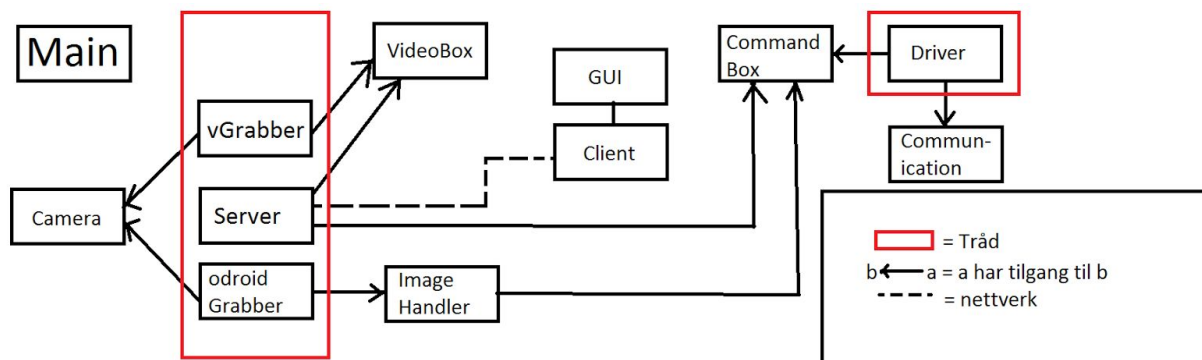 Main
vGrabber
Server
odroid
Grabber
Camera
VideoBox
Image
Handler
GUI
Client
Command
Box
Driver
Commun-
ication
= Tråd
b a = a har tilgang til b
= nettverk